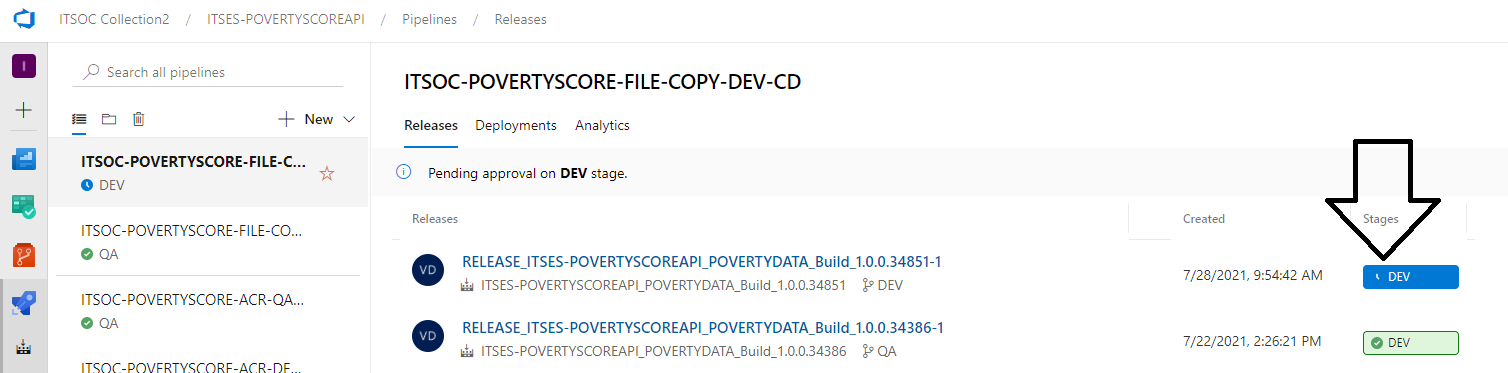 ITSOC Collection2 / ITSES-POVERTYSCOREAPI / Pipelines / Releases
I
Search all pipelines
New
ITSOC-POVERTYSCORE-FILE-C...
DEV
ITSOC-POVERTYSCORE-FILE-CO...
QA
ITSOC-POVERTYSCORE-ACR-QA...
QA
ITSOC-POVERTYSCORE-ACR-DE...
ITSOC-POVERTYSCORE-FILE-COPY-DEV-CD
Releases Deployments Analytics
Pending approval on DEV stage.
Releases Created Stages
VD RELEASE_ITSES-POVERTYSCOREAPI_POVERTYDATA_Build_1.0.0.34851-1 7/28/2021, 9:54:42 AM DEV
ITSES-POVERTYSCOREAPI_POVERTYDATA_Build_1.0.0.34851 DEV
VD RELEASE_ITSES-POVERTYSCOREAPI_POVERTYDATA_Build_1.0.0.34386-1 7/22/2021, 2:26:21 PM DEV
ITSES-POVERTYSCOREAPI_POVERTYDATA_Build_1.0.0.34386 QA